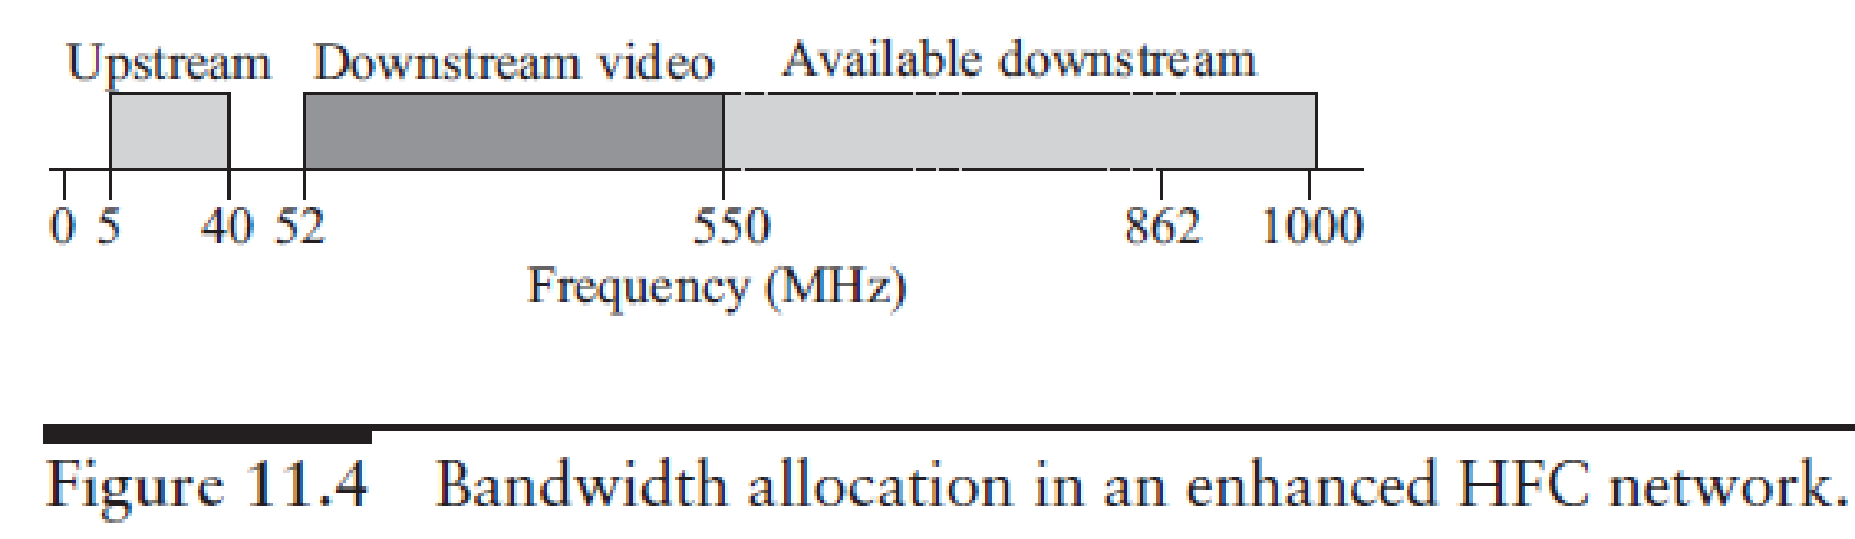 Upstream Downstream video Available downstream
0 5 40 52 550 862 1000
Frequency (MHz)
Figure 11.4 Bandwidth allocation in an enhanced HFC network.